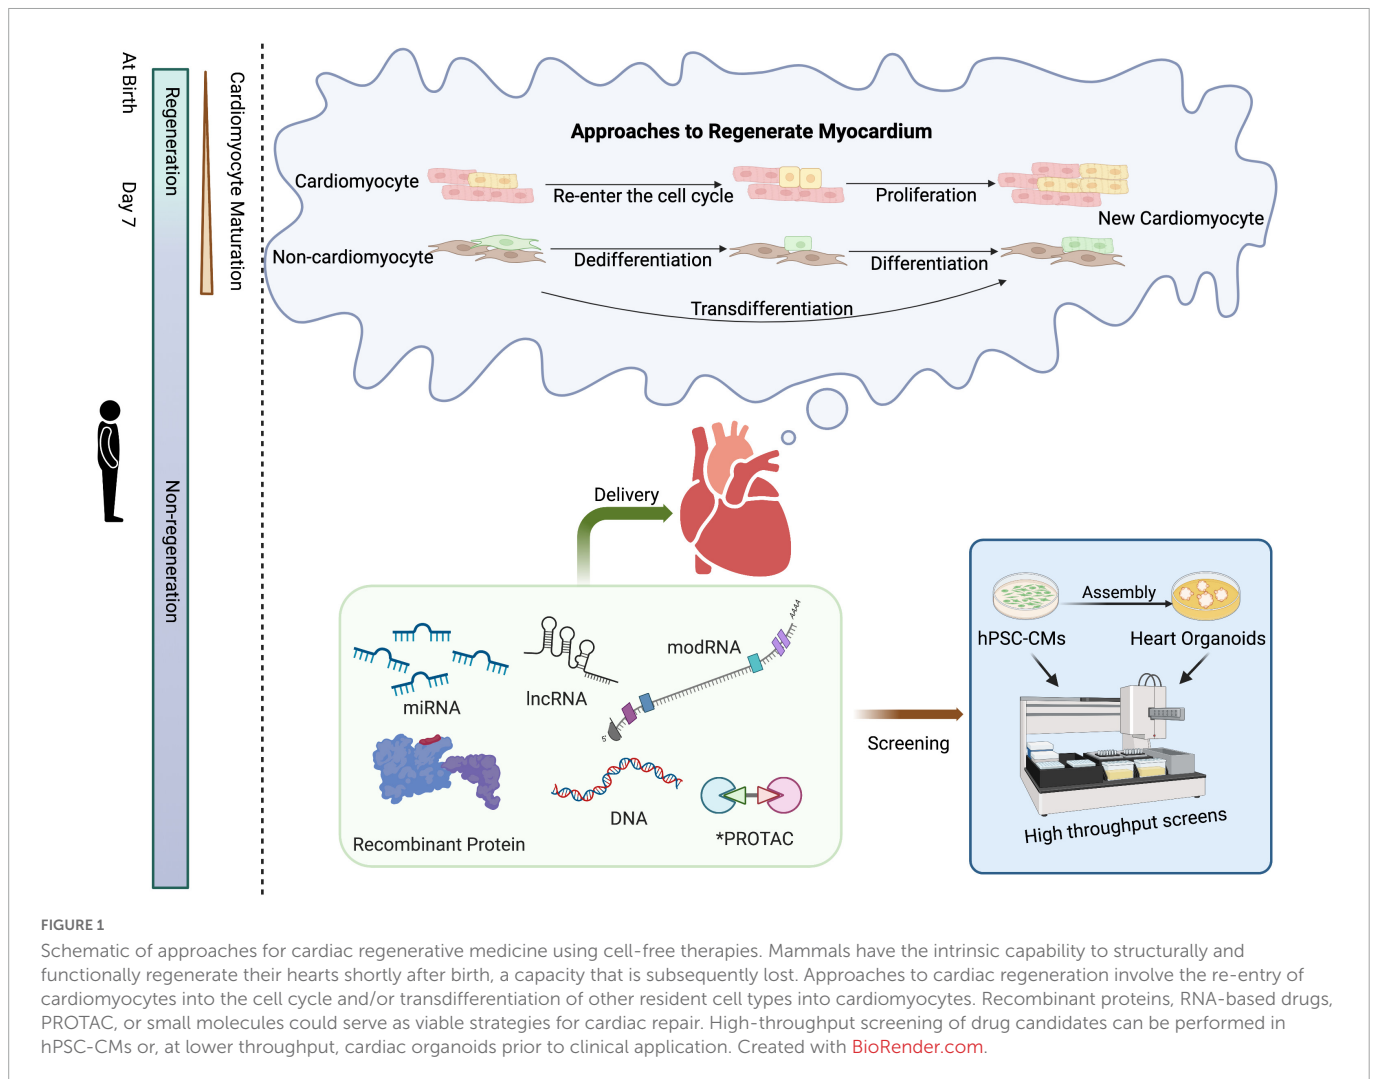 At Birth
Day 7
Regeneration
Non-regeneration
Cardiomyocyte Maturation
Approaches to Regenerate Myocardium
Cardiomyocyte
Re-enter the cell cycle
Proliferation
New Cardiomyocyte
Non-cardiomyocyte
Dedifferentiation
Differentiation
Transdifferentiation
Delivery
miRNA
lncRNA
modRNA
AAAA
5
Recombinant Protein
DNA
*PROTAC
Screening
hPSC-CMs
Assembly
Heart Organoids
High throughput screens
FIGURE 1
Schematic of approaches for cardiac regenerative medicine using cell-free therapies. Mammals have the intrinsic capability to structurally and
functionally regenerate their hearts shortly after birth, a capacity that is subsequently lost. Approaches to cardiac regeneration involve the re-entry of
cardiomyocytes into the cell cycle and/or transdifferentiation of other resident cell types into cardiomyocytes. Recombinant proteins, RNA-based drugs,
PROTAC, or small molecules could serve as viable strategies for cardiac repair. High-throughput screening of drug candidates can be performed in
hPSC-CMs or, at lower throughput, cardiac organoids prior to clinical application. Created with BioRender.com.